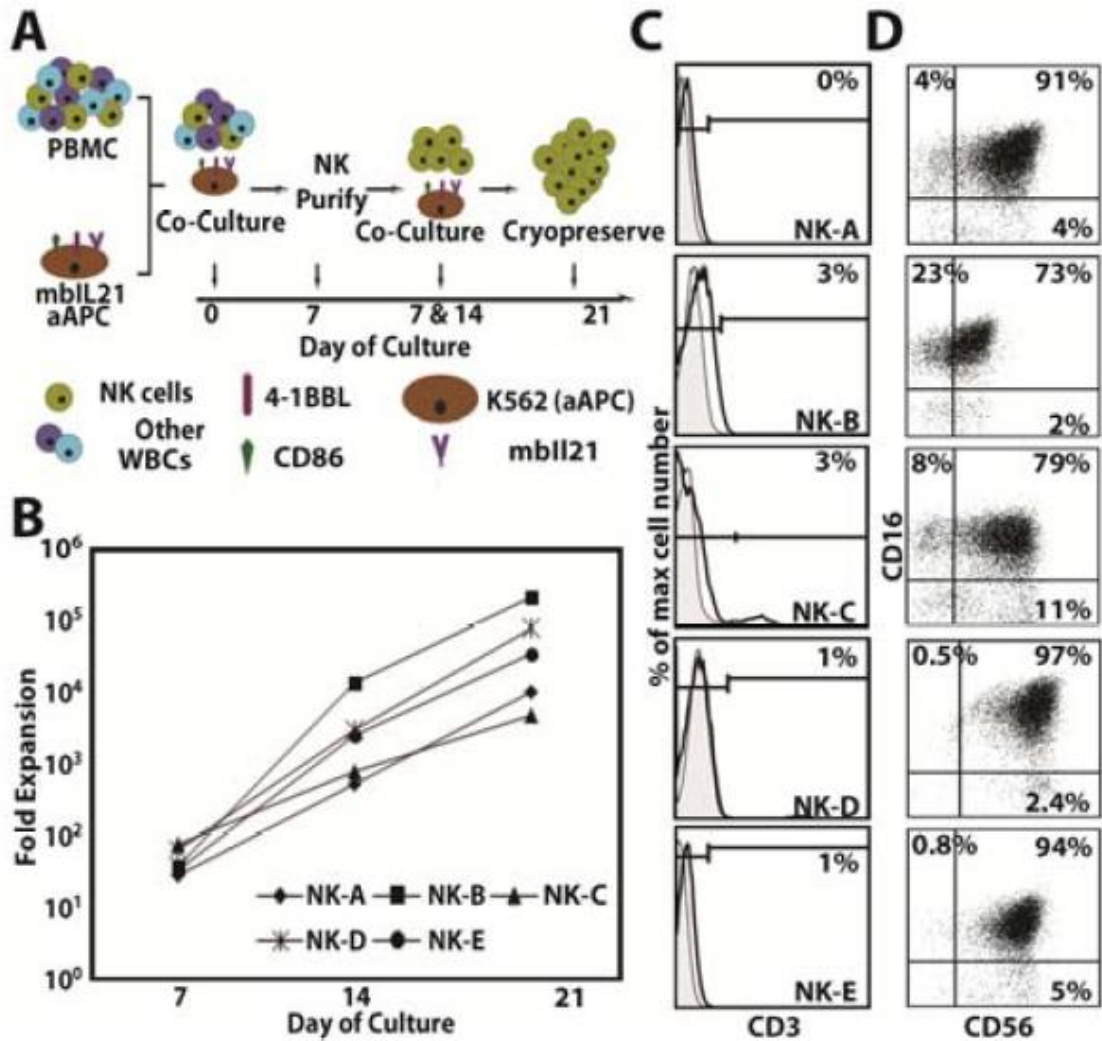 A
PBMC
mbIL21
aAPC
Co-Culture
NK
Purify
Co-Culture
Cryopreserve
0
7
7 & 14
21
Day of Culture
NK cells
Other
WBCs
4-1BBL
CD86
K562 (aAPC)
mbIl21
B
Fold Expansion
10⁶
10⁵
10⁴
10³
10²
10¹
10⁰
NK-A NK-B NK-C
NK-D NK-E
7
14
21
Day of Culture
C
% of max cell number
0%
NK-A
3%
NK-B
3%
NK-C
1%
NK-D
1%
NK-E
CD3
D
CD16
4% 91%
4%
23% 73%
2%
8% 79%
11%
0.5% 97%
2.4%
0.8% 94%
5%
CD56